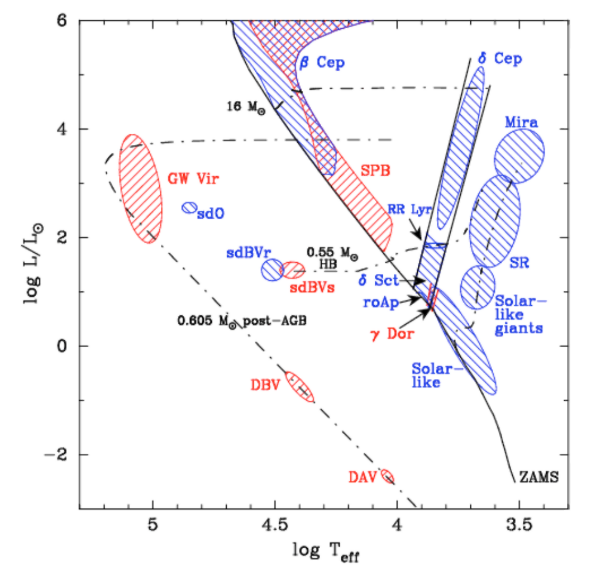 6
4
2
0
−2
log L/L☉
5
4.5
4
3.5
log Teff
β Cep
δ Cep
16 M☉
Mira
SPB
GW Vir
sdO
RR Lyr
sdBVr
0.55 M☉
HB
sdBVs
SR
δ Sct
roAp
γ Dor
Solar−
like
giants
0.605 M☉ post−AGB
Solar−
like
DBV
DAV
ZAMS